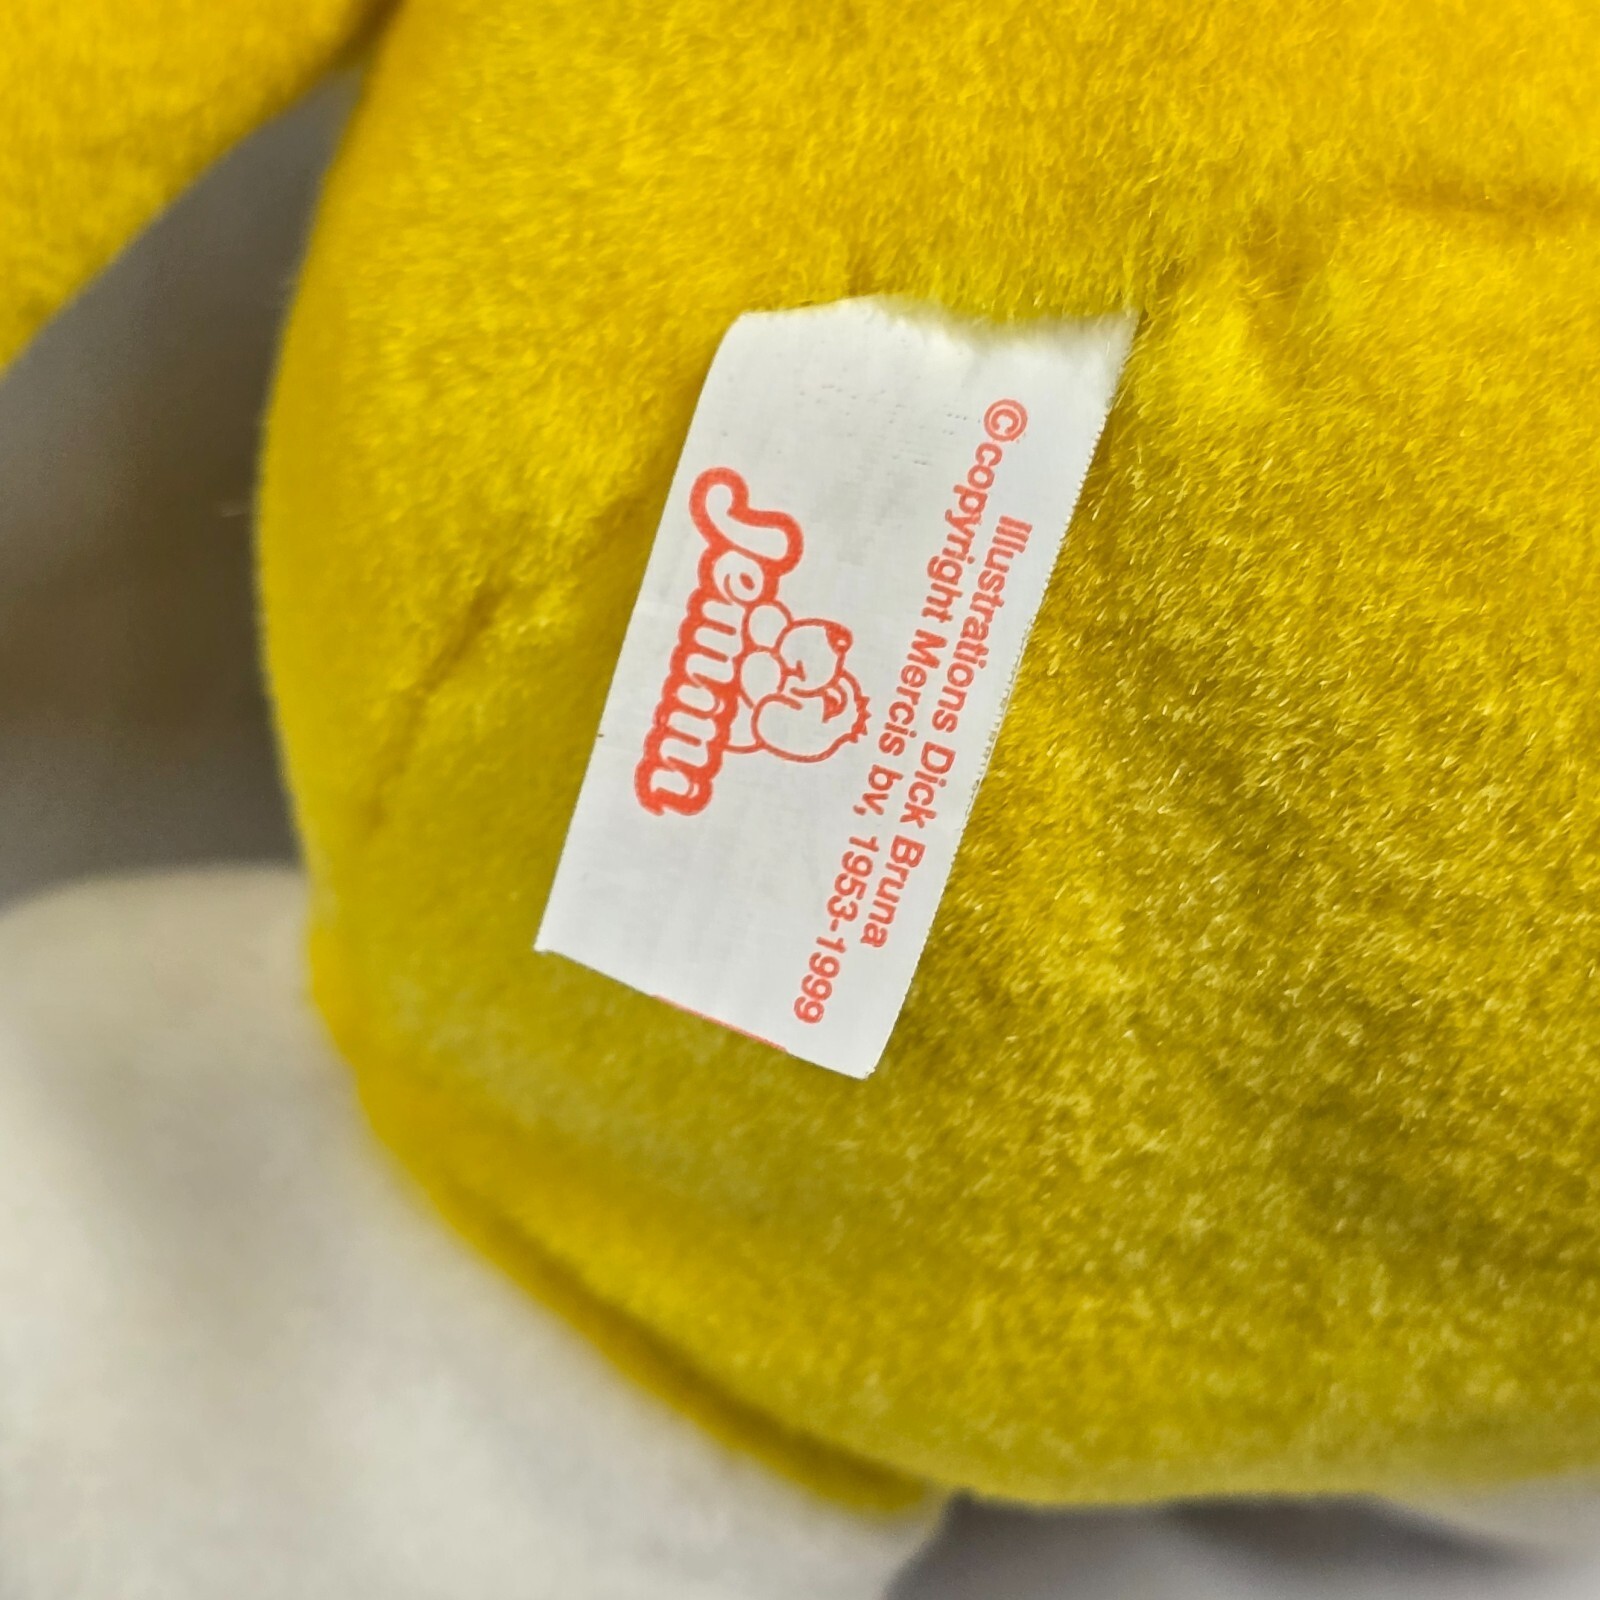 Illustrations Dick Bruna
©copyright Mercis bv, 1953-1999
Jemini